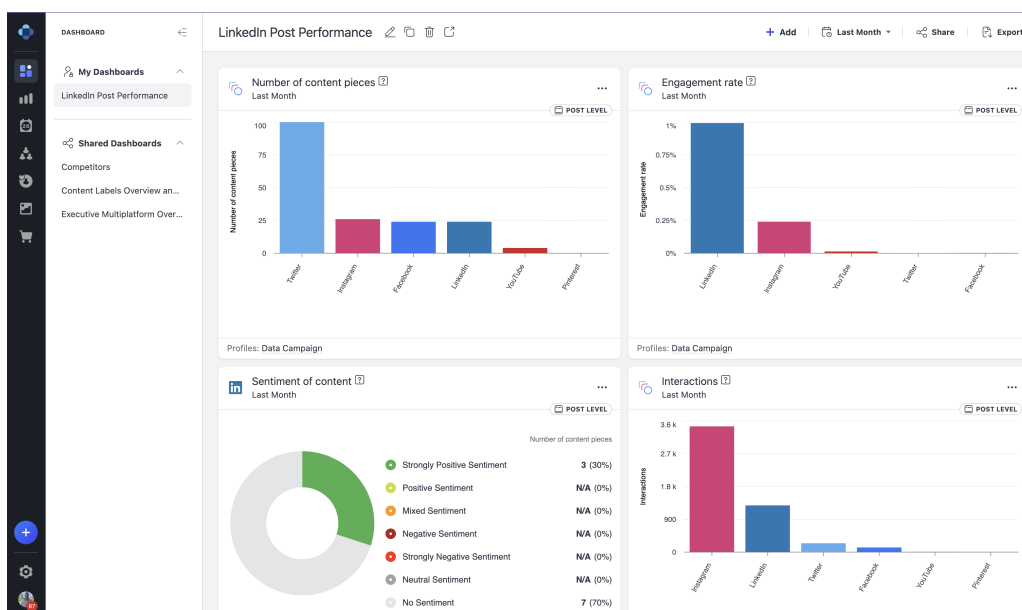 DASHBOARD
LinkedIn Post Performance
+ Add
Last Month
Share
Export
My Dashboards
LinkedIn Post Performance
Shared Dashboards
Competitors
Content Labels Overview an...
Executive Multiplatform Over...
Number of content pieces ?
Last Month
POST LEVEL
Number of content pieces
100
75
50
25
0
Twitter
Instagram
Facebook
LinkedIn
YouTube
Pinterest
Profiles: Data Campaign
Engagement rate ?
Last Month
POST LEVEL
Engagement rate
1%
0.75%
0.5%
0.25%
0%
LinkedIn
Instagram
YouTube
Twitter
Facebook
Profiles: Data Campaign
in
Sentiment of content ?
Last Month
POST LEVEL
Number of content pieces
Strongly Positive Sentiment 3 (30%)
Positive Sentiment N/A (0%)
Mixed Sentiment N/A (0%)
Negative Sentiment N/A (0%)
Strongly Negative Sentiment N/A (0%)
Neutral Sentiment N/A (0%)
No Sentiment 7 (70%)
Interactions ?
Last Month
POST LEVEL
Interactions
3.6 k
2.7 k
1.8 k
900
0
Instagram
LinkedIn
Twitter
Facebook
YouTube
Pinterest
87